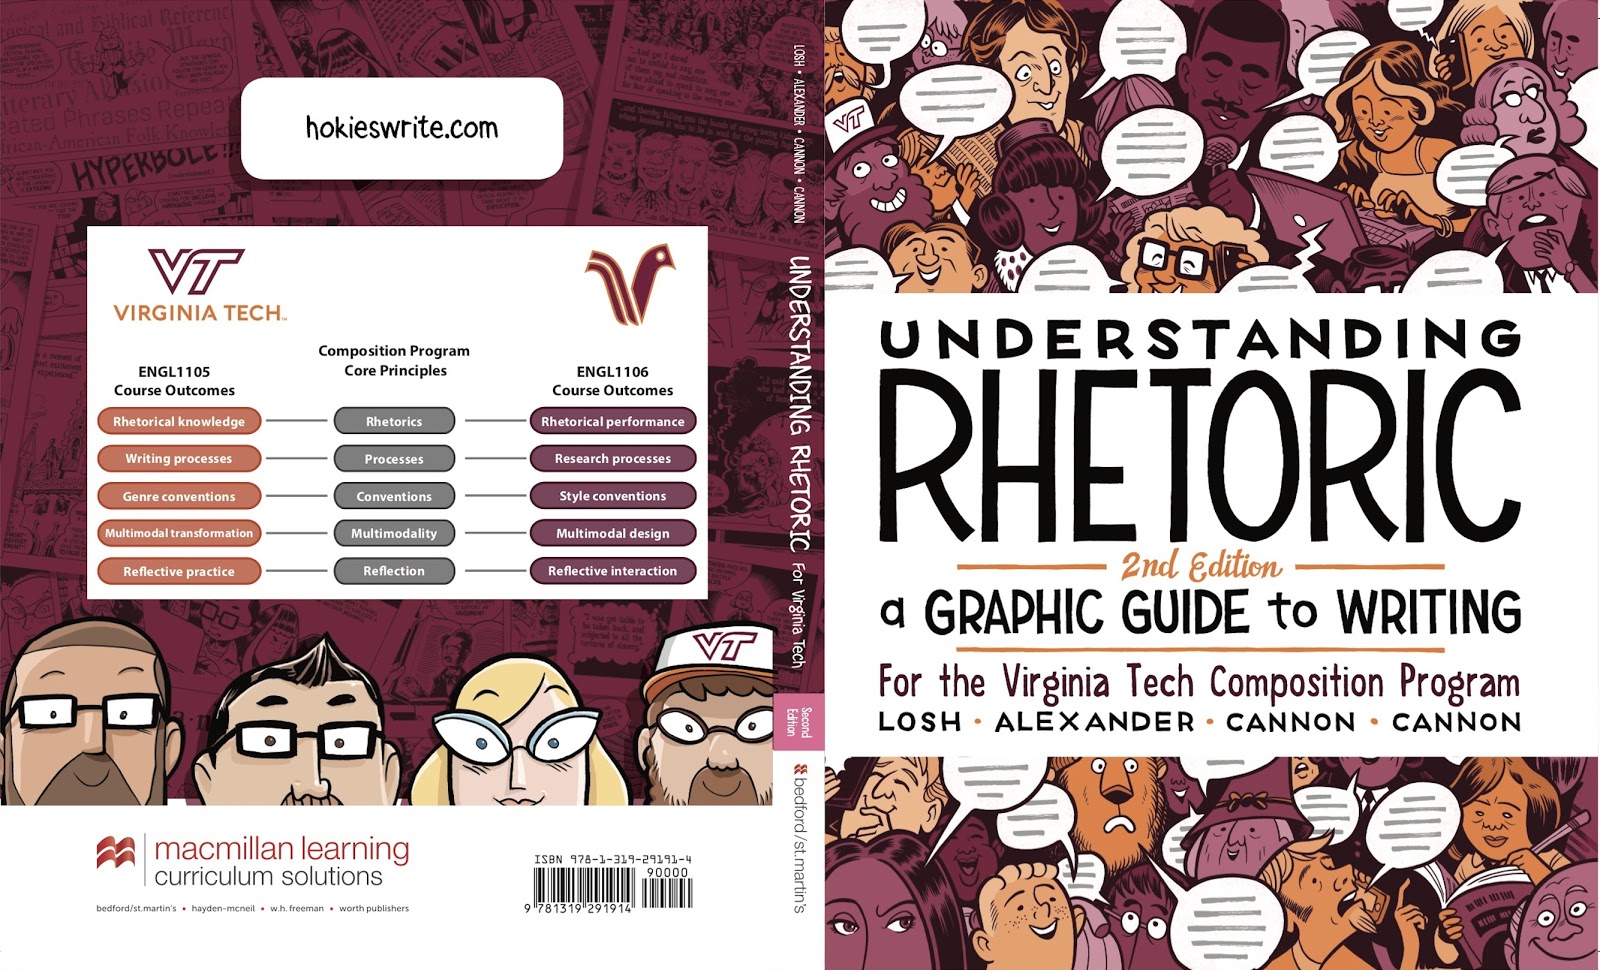 hokieswrite.com
HYPERBOLE!!!
VT
VIRGINIA TECH™
ENGL1105
Course Outcomes
Composition Program
Core Principles
ENGL1106
Course Outcomes
Rhetorical knowledge
Rhetorics
Rhetorical performance
Writing processes
Processes
Research processes
Genre conventions
Conventions
Style conventions
Multimodal transformation
Multimodality
Multimodal design
Reflective practice
Reflection
Reflective interaction
VT
macmillan learning
curriculum solutions
bedford/st.martin's • hayden-mcneil • w.h. freeman • worth publishers
ISBN 978-1-319-29191-4
90000
9 781319 291914
LOSH • ALEXANDER • CANNON • CANNON
UNDERSTANDING RHETORIC For Virginia Tech
Second
Edition
bedford/st.martin's
VT
UNDERSTANDING
RHETORIC
2nd Edition
a GRAPHIC GUIDE to WRITING
For the Virginia Tech Composition Program
LOSH • ALEXANDER • CANNON • CANNON